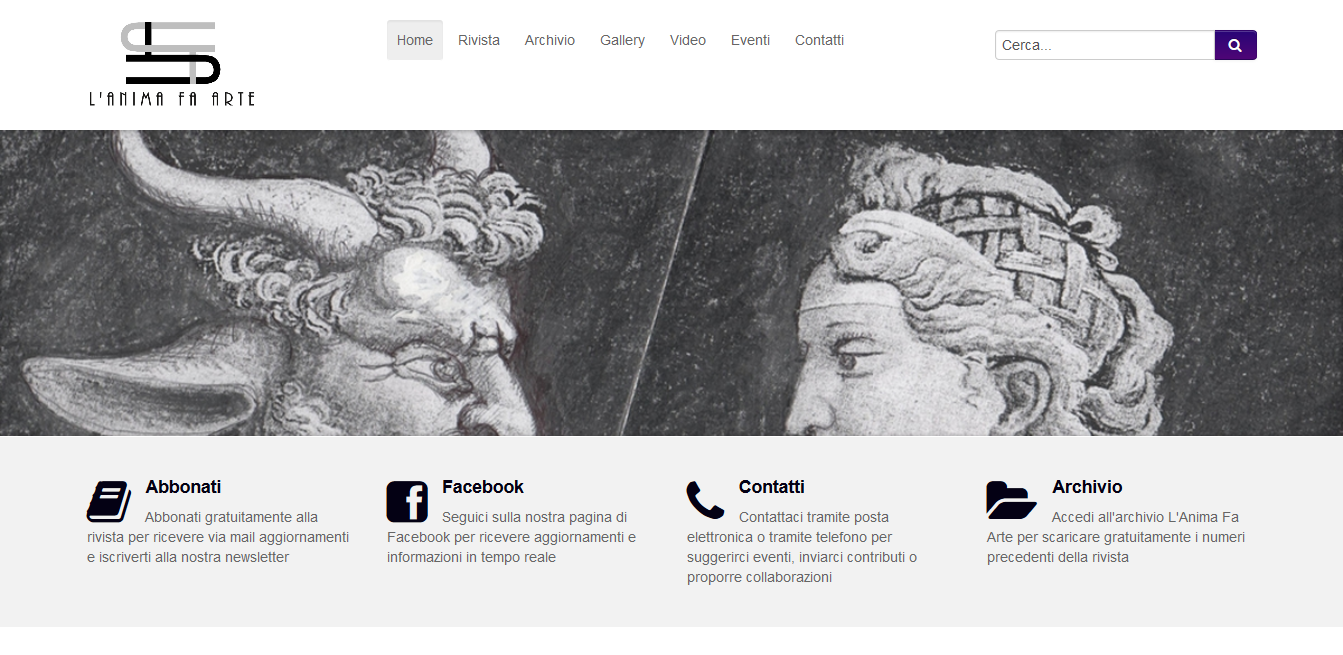 L'ANIMA FA ARTE
Home Rivista Archivio Gallery Video Eventi Contatti
Cerca...
Abbonati
Abbonati gratuitamente alla
rivista per ricevere via mail aggiornamenti
e iscriverti alla nostra newsletter
Facebook
Seguici sulla nostra pagina di
Facebook per ricevere aggiornamenti e
informazioni in tempo reale
Contatti
Contattaci tramite posta
elettronica o tramite telefono per
suggerirci eventi, inviarci contributi o
proporre collaborazioni
Archivio
Accedi all'archivio L'Anima Fa
Arte per scaricare gratuitamente i numeri
precedenti della rivista